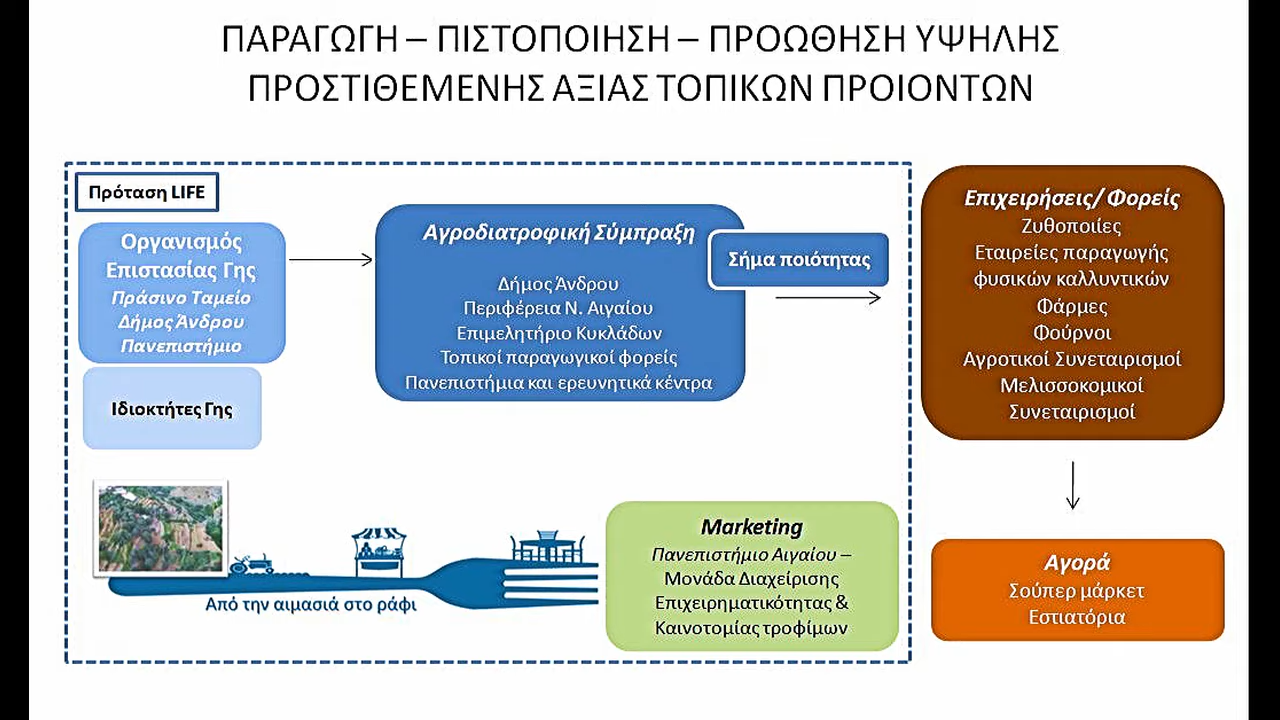 ΠΑΡΑΓΩΓΗ – ΠΙΣΤΟΠΟΙΗΣΗ – ΠΡΟΩΘΗΣΗ ΥΨΗΛΗΣ
ΠΡΟΣΤΙΘΕΜΕΝΗΣ ΑΞΙΑΣ ΤΟΠΙΚΩΝ ΠΡΟΙΟΝΤΩΝ
Πρόταση LIFE
Οργανισμός
Επιστασίας Γης
Πράσινο Ταμείο
Δήμος Άνδρου
Πανεπιστήμιο
Ιδιοκτήτες Γης
Αγροδιατροφική Σύμπραξη
Δήμος Άνδρου
Περιφέρεια Ν. Αιγαίου
Επιμελητήριο Κυκλάδων
Τοπικοί παραγωγικοί φορείς
Πανεπιστήμια και ερευνητικά κέντρα
Σήμα ποιότητας
Επιχειρήσεις/ Φορείς
Ζυθοποιίες
Εταιρείες παραγωγής
φυσικών καλλυντικών
Φάρμες
Φούρνοι
Αγροτικοί Συνεταιρισμοί
Μελισσοκομικοί
Συνεταιρισμοί
Από την αιμασιά στο ράφι
Marketing
Πανεπιστήμιο Αιγαίου –
Μονάδα Διαχείρισης
Επιχειρηματικότητας &
Καινοτομίας τροφίμων
Αγορά
Σούπερ μάρκετ
Εστιατόρια